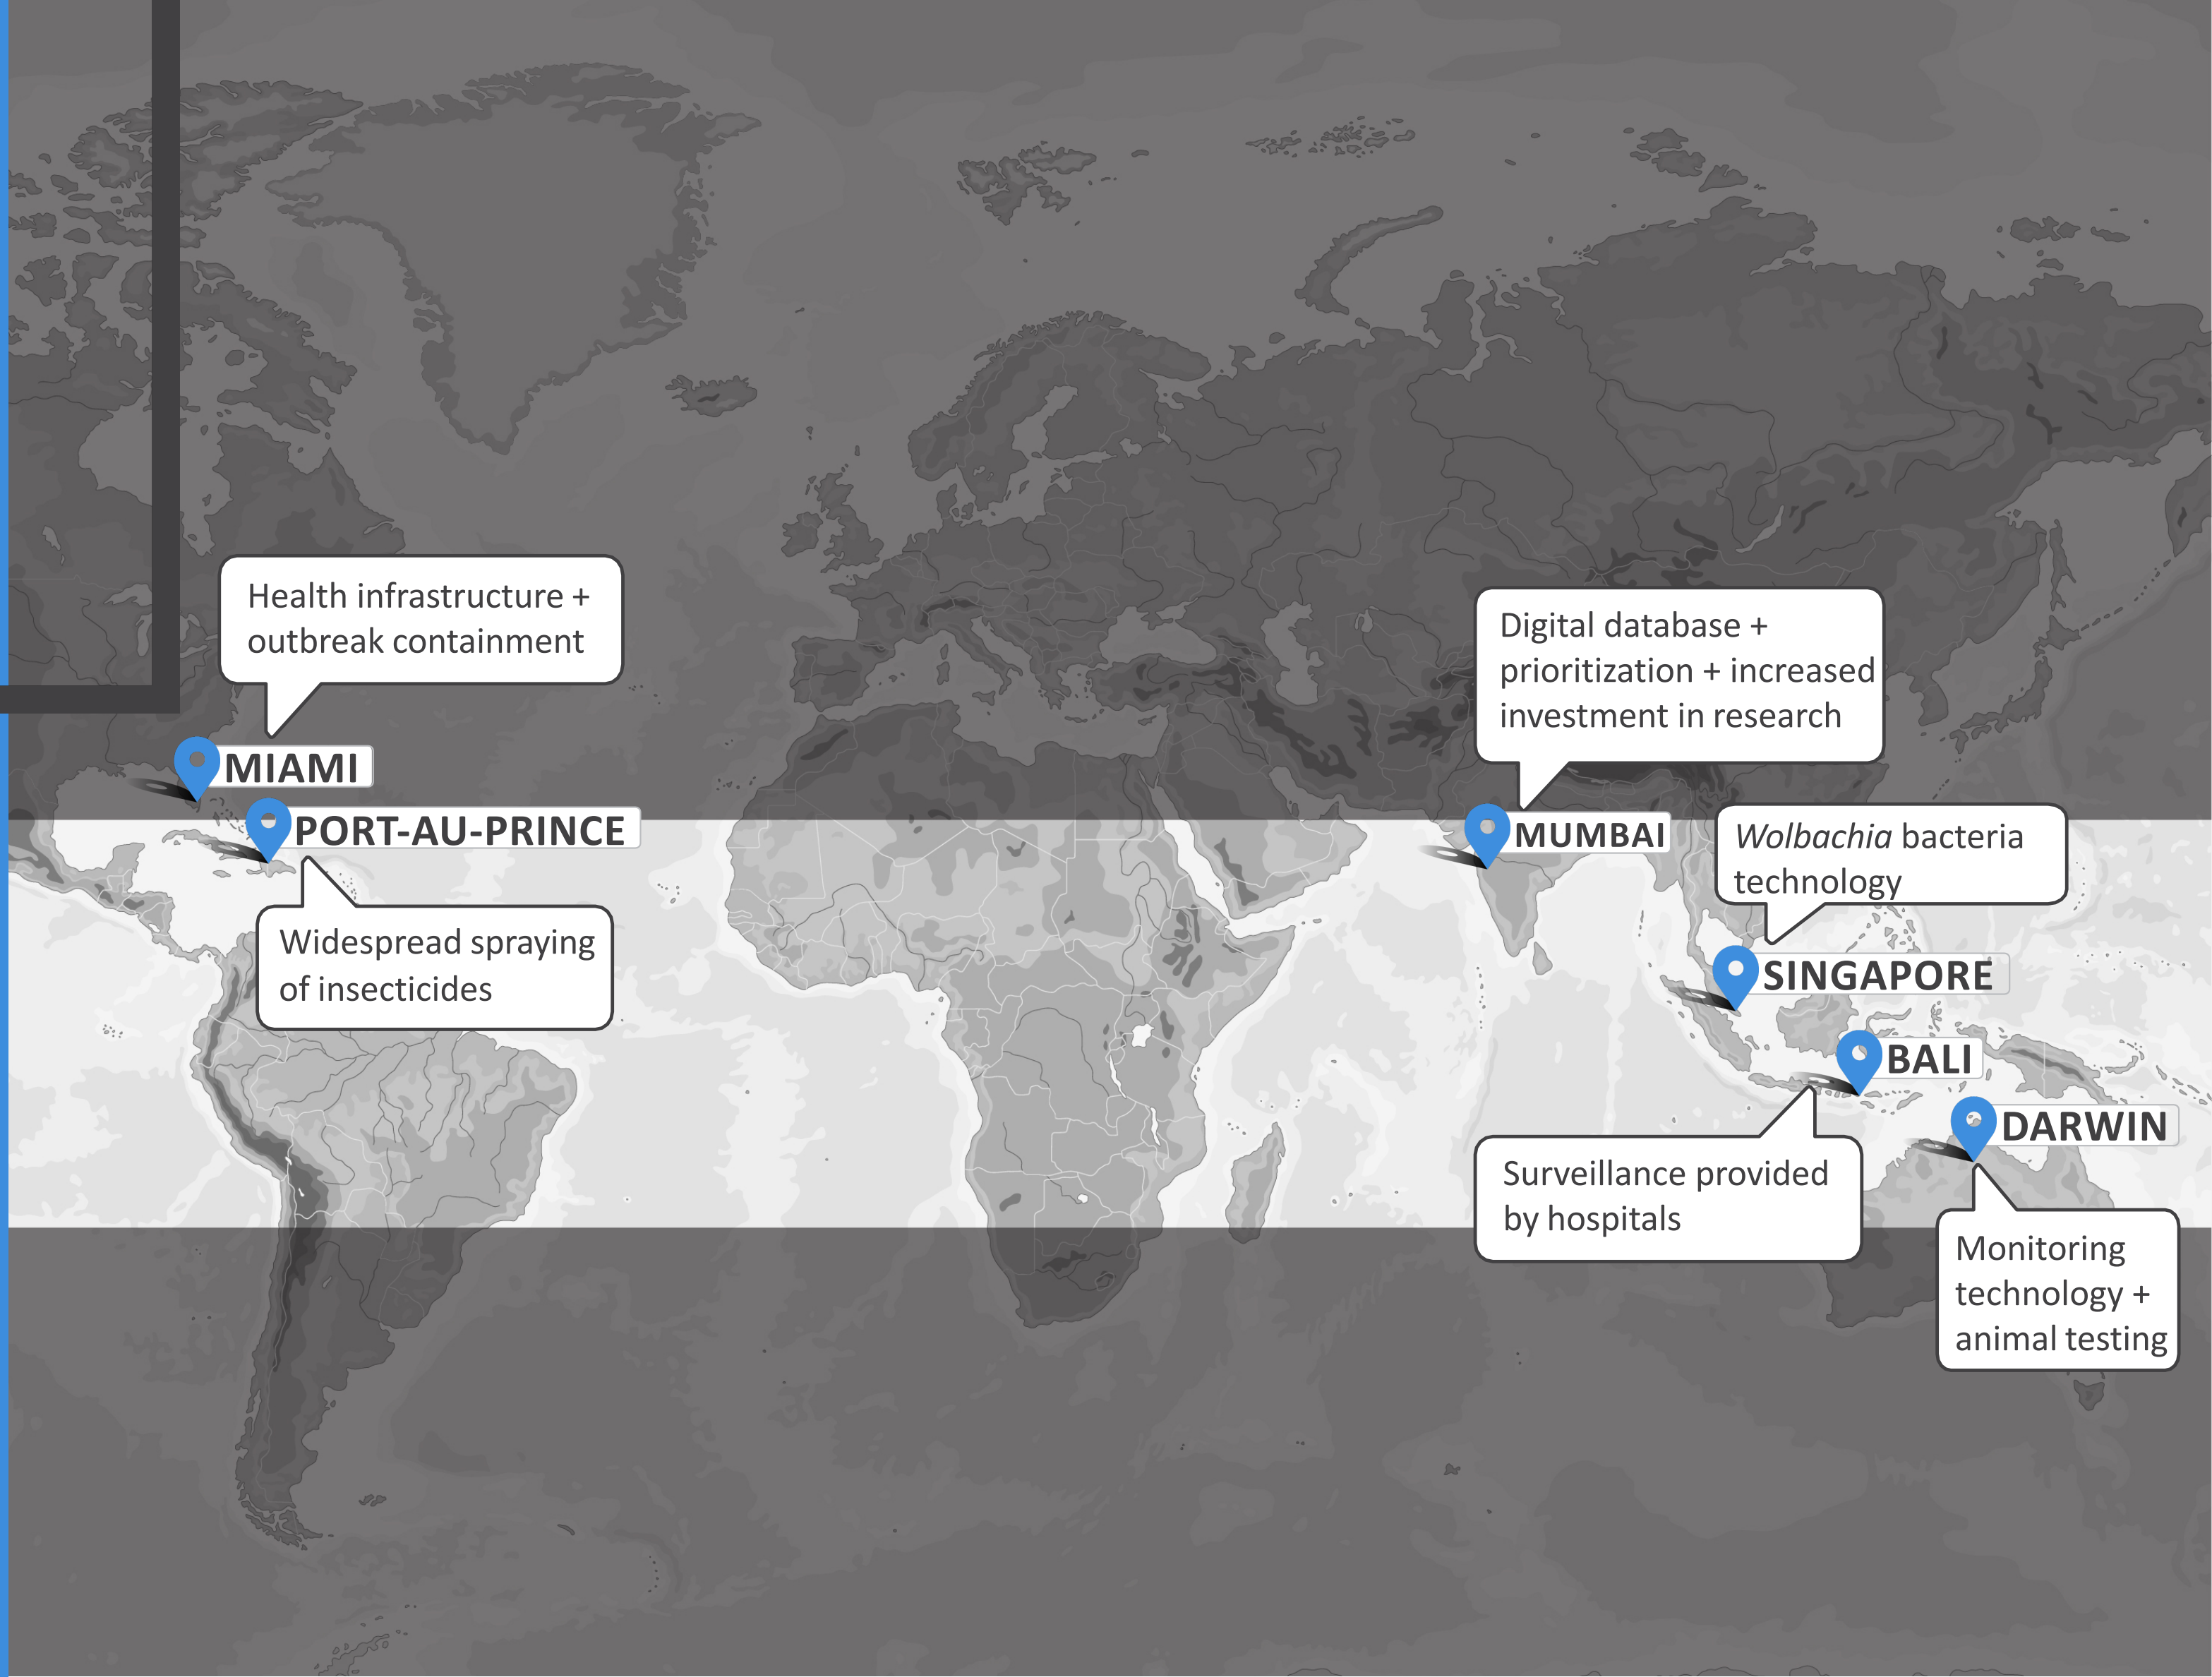 Health infrastructure +
outbreak containment
MIAMI
PORT-AU-PRINCE
Widespread spraying
of insecticides
Digital database +
prioritization + increased
investment in research
MUMBAI
Wolbachia bacteria
technology
SINGAPORE
BALI
Surveillance provided
by hospitals
DARWIN
Monitoring
technology +
animal testing